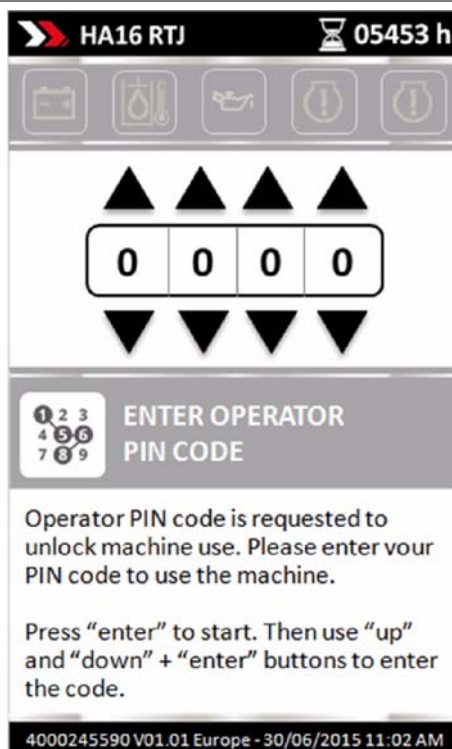 HA16 RTJ 05453 h
0 0 0 0
1 2 3
4 5 6
7 8 9
ENTER OPERATOR
PIN CODE
Operator PIN code is requested to
unlock machine use. Please enter your
PIN code to use the machine.
Press “enter” to start. Then use “up”
and “down” + “enter” buttons to enter
the code.
4000245590 V01.01 Europe - 30/06/2015 11:02 AM